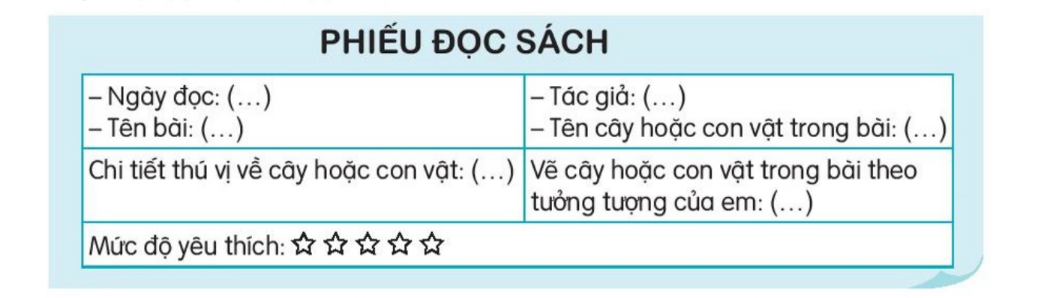 PHIẾU ĐỌC SÁCH
– Ngày đọc: (...)
– Tên bài: (...)
– Tác giả: (...)
– Tên cây hoặc con vật trong bài: (...)
Chi tiết thú vị về cây hoặc con vật: (...)
Vẽ cây hoặc con vật trong bài theo
tưởng tượng của em: (...)
Mức độ yêu thích: ☆ ☆ ☆ ☆ ☆